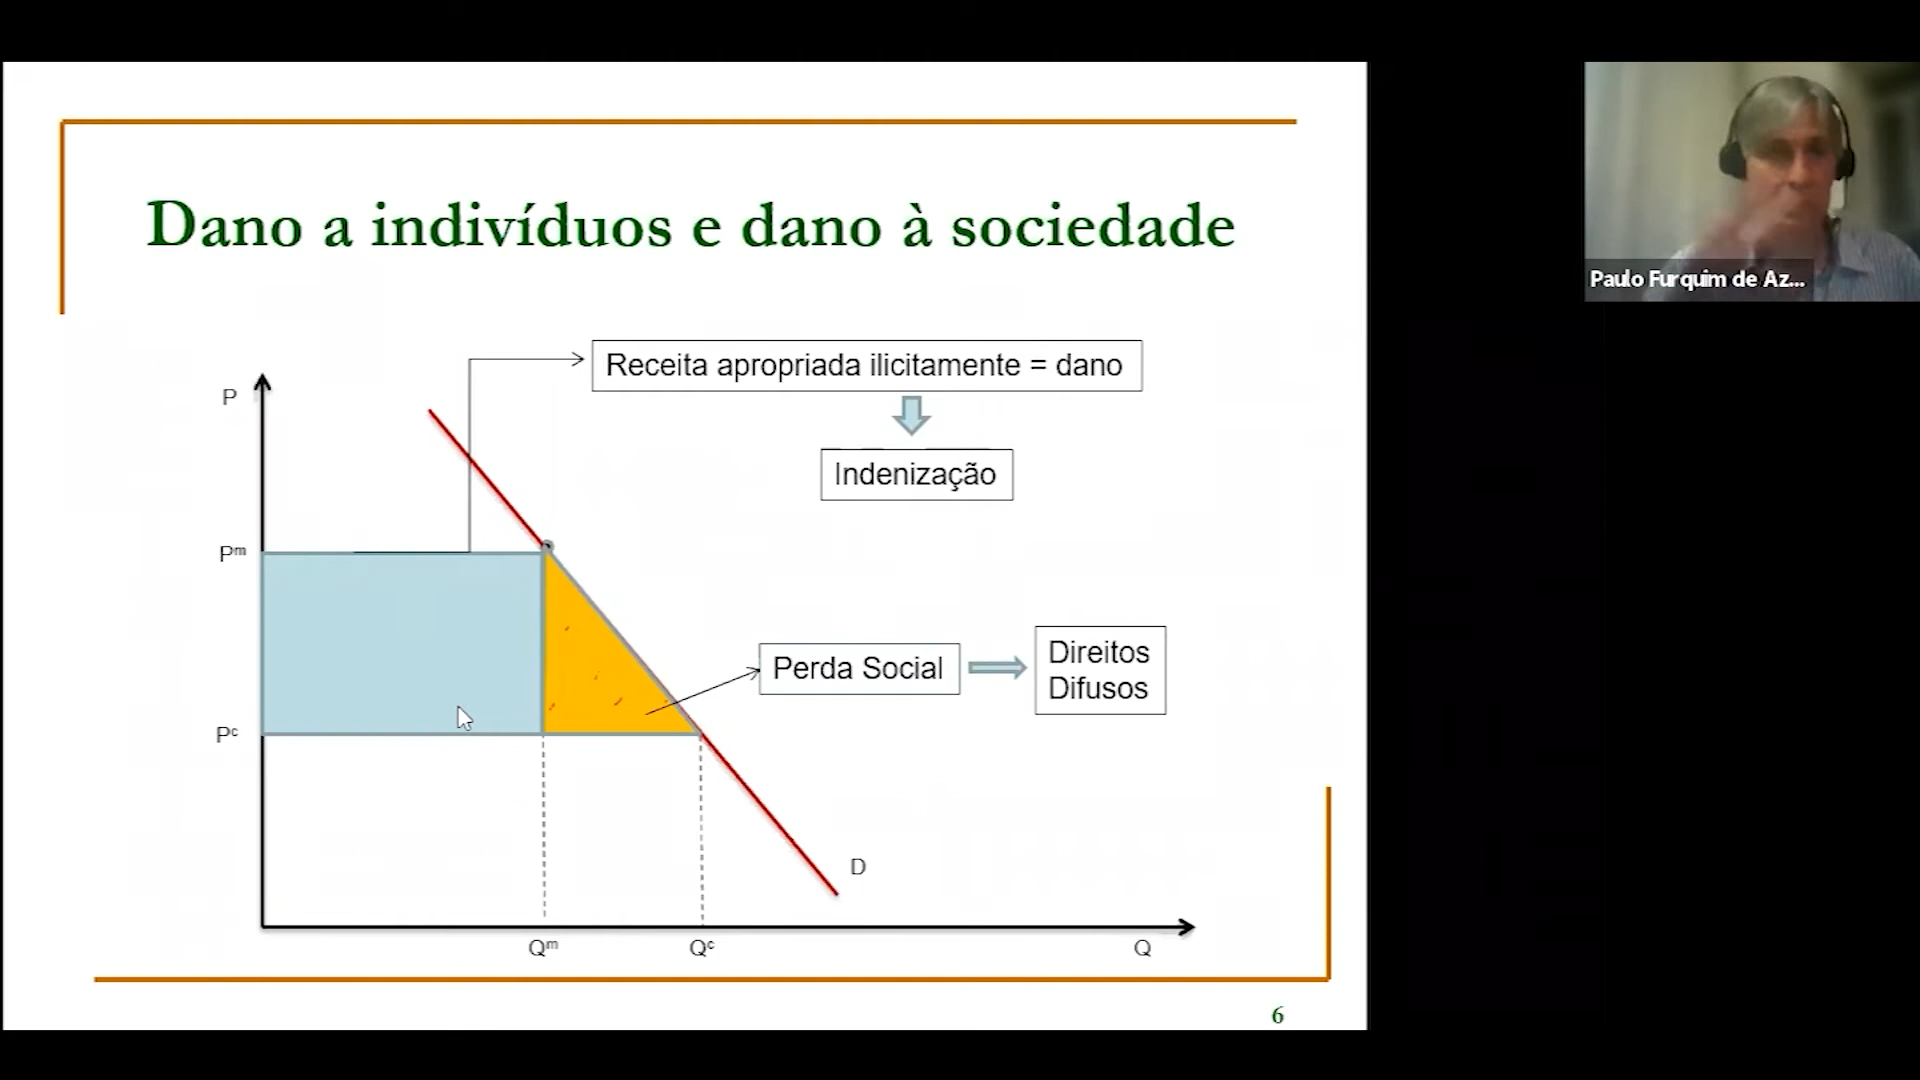 Dano a indivíduos e dano à sociedade
Paulo Furquim de Az...
Receita apropriada ilicitamente = dano
P
Indenização
Pᵐ
Perda Social
Direitos
Difusos
Pᶜ
D
Qᵐ
Qᶜ
Q
6